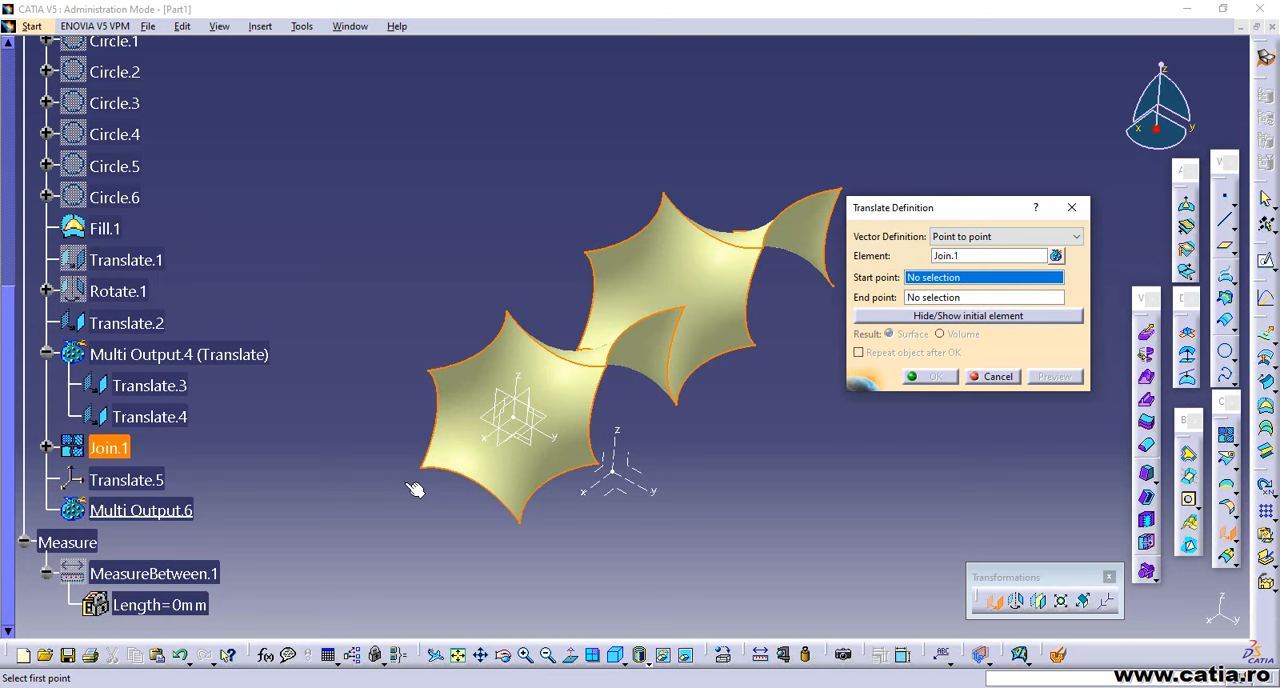 CATIA V5 : Administration Mode - [Part1]
Start ENOVIA V5 VPM File Edit View Insert Tools Window Help
Circle.1
Circle.2
Circle.3
Circle.4
Circle.5
Circle.6
Fill.1
Translate.1
Rotate.1
Translate.2
Multi Output.4 (Translate)
Translate.3
Translate.4
Join.1
Translate.5
Multi Output.6
Measure
MeasureBetween.1
Length=0mm
z
x
y
z
x
y
z
x
y
z
x
y
Translate Definition ?
Vector Definition: Point to point
Element: Join.1
Start point: No selection
End point: No selection
Hide/Show initial element
Result: Surface Volume
Repeat object after OK
OK Cancel Preview
A
W
V
D
B
C
Transformations
Select first point
CATIA
www.catia.ro